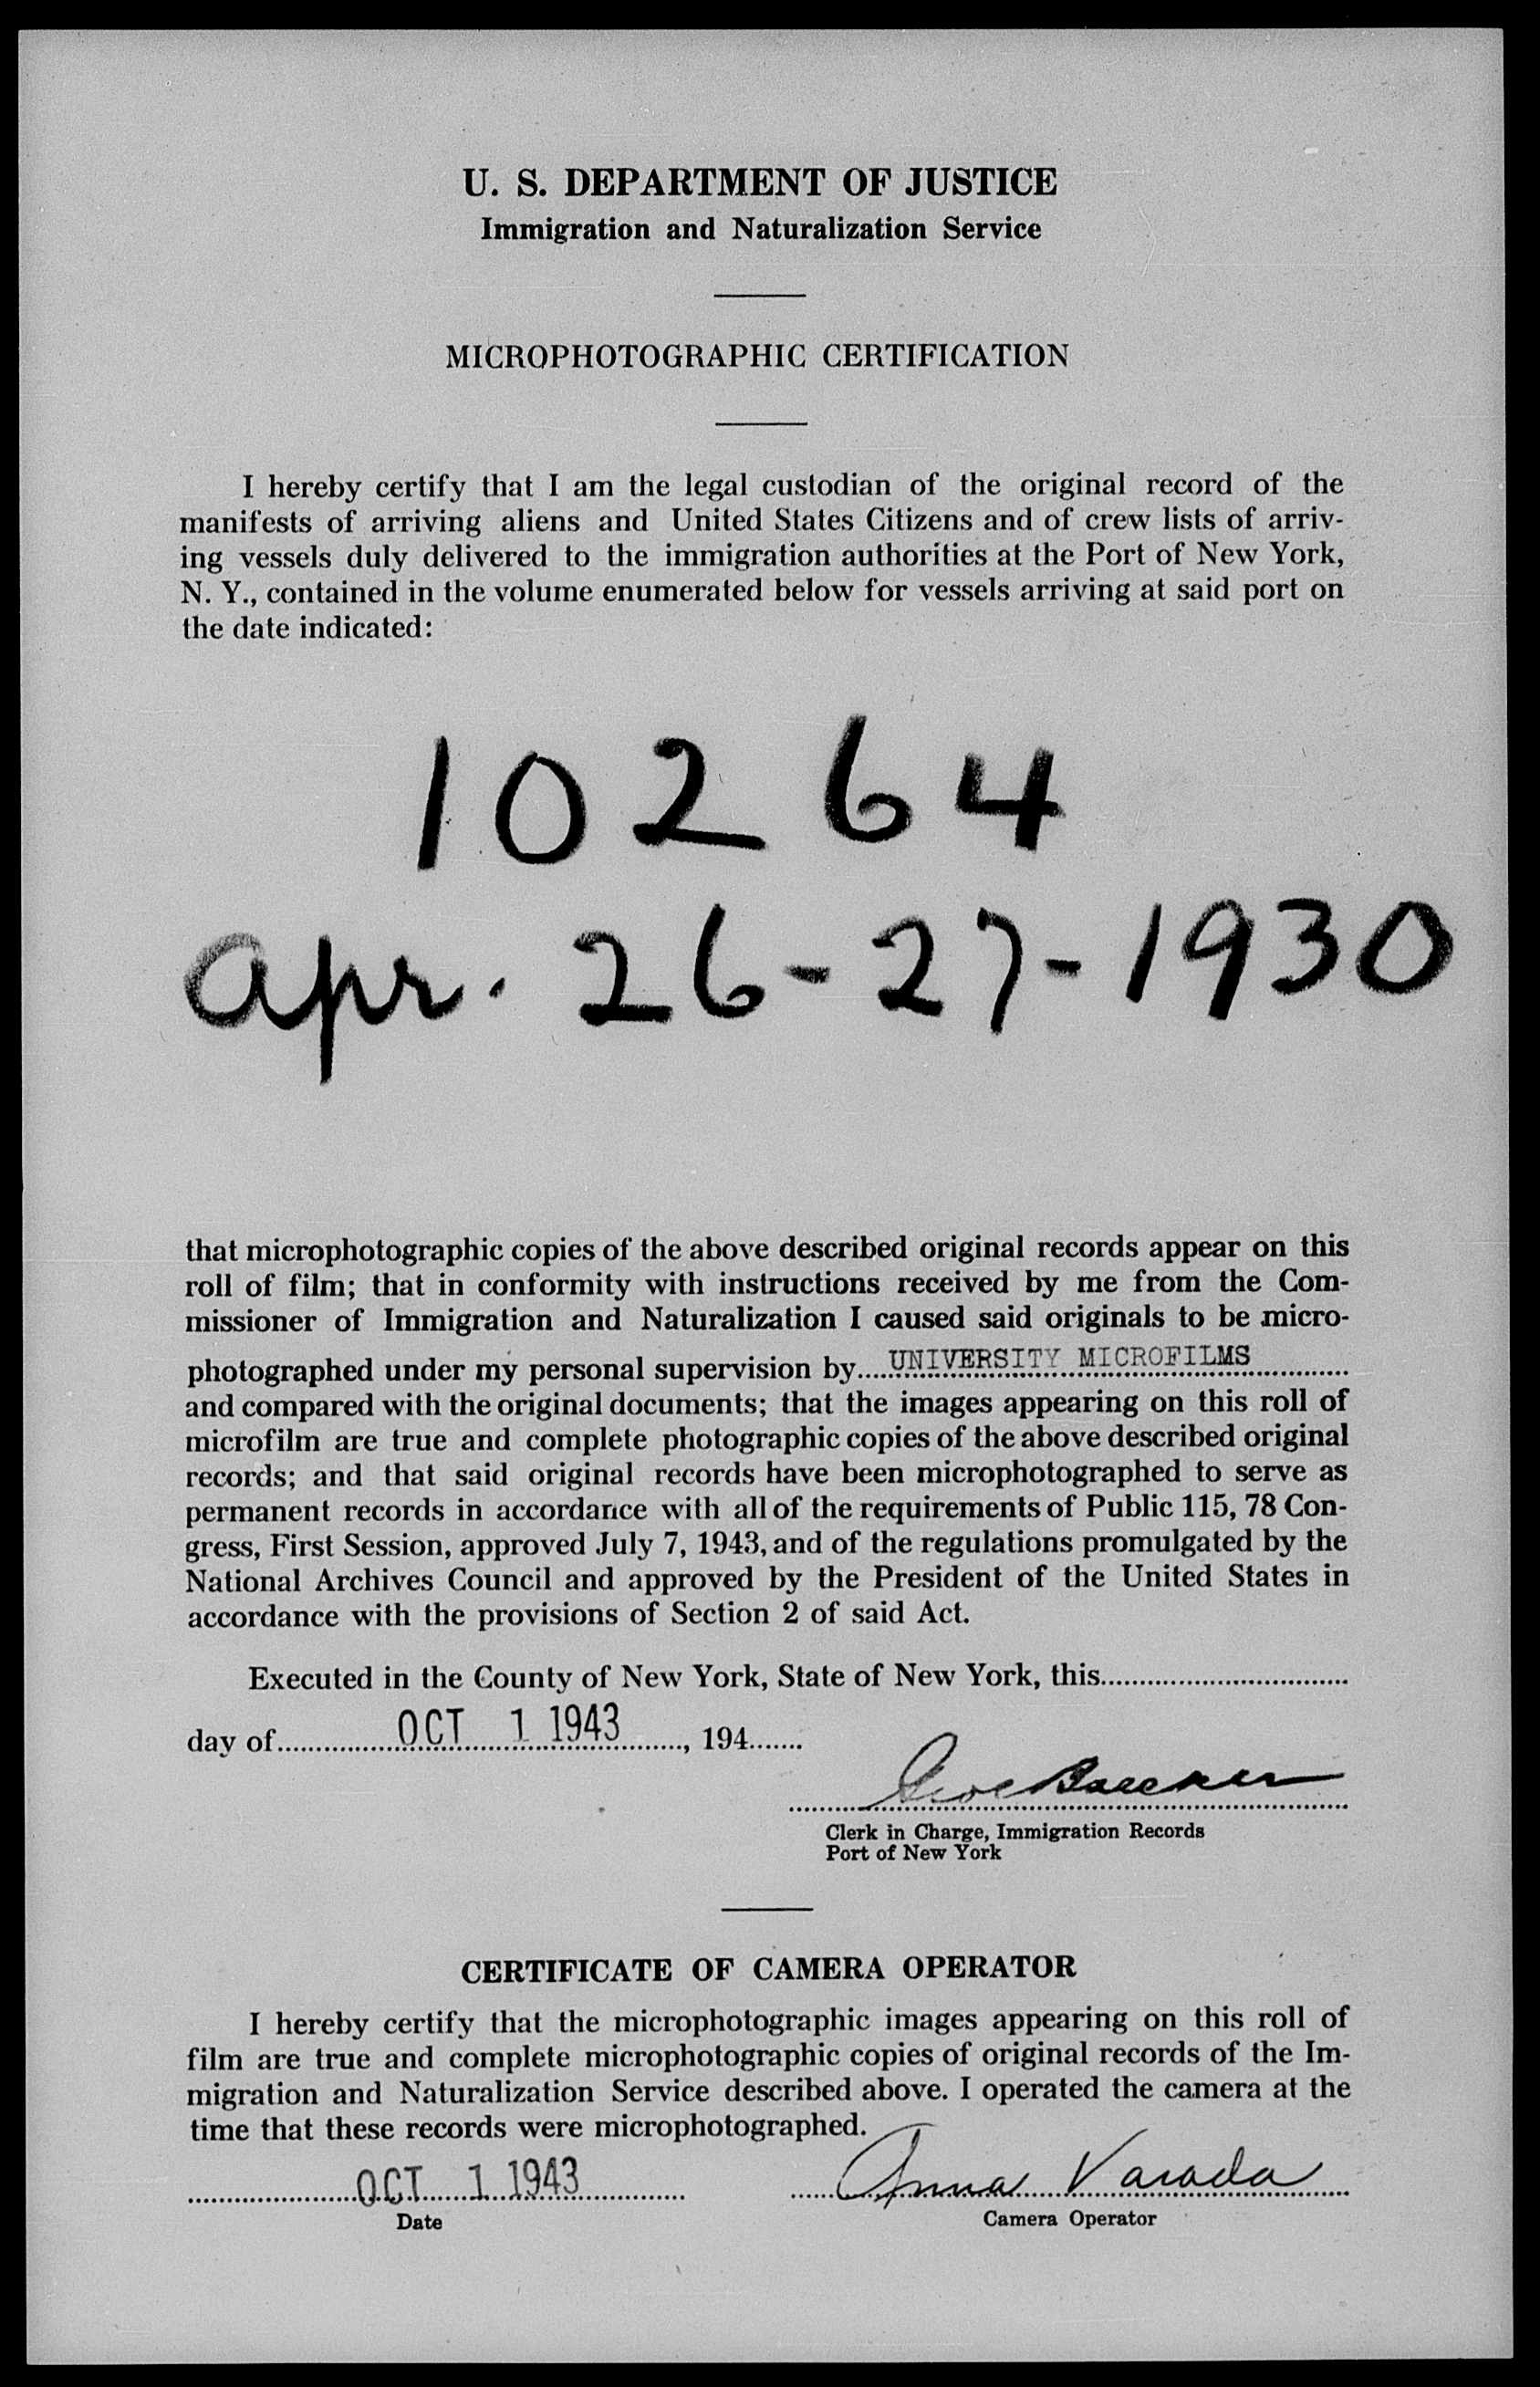 U. S. DEPARTMENT OF JUSTICE
Immigration and Naturalization Service
MICROPHOTOGRAPHIC CERTIFICATION
I hereby certify that I am the legal custodian of the original record of the
manifests of arriving aliens and United States Citizens and of crew lists of arriv-
ing vessels duly delivered to the immigration authorities at the Port of New York,
N. Y., contained in the volume enumerated below for vessels arriving at said port on
the date indicated:
10264
Apr. 26-27-1930
that microphotographic copies of the above described original records appear on this
roll of film; that in conformity with instructions received by me from the Com-
missioner of Immigration and Naturalization I caused said originals to be micro-
photographed under my personal supervision by UNIVERSITY MICROFILMS
and compared with the original documents; that the images appearing on this roll of
microfilm are true and complete photographic copies of the above described original
records; and that said original records have been microphotographed to serve as
permanent records in accordance with all of the requirements of Public 115, 78 Con-
gress, First Session, approved July 7, 1943, and of the regulations promulgated by the
National Archives Council and approved by the President of the United States in
accordance with the provisions of Section 2 of said Act.
Executed in the County of New York, State of New York, this
day of OCT 1 1943, 194
Clerk in Charge, Immigration Records
Port of New York
CERTIFICATE OF CAMERA OPERATOR
I hereby certify that the microphotographic images appearing on this roll of
film are true and complete microphotographic copies of original records of the Im-
migration and Naturalization Service described above. I operated the camera at the
time that these records were microphotographed.
OCT 1 1943 Anna Varada
Date Camera Operator